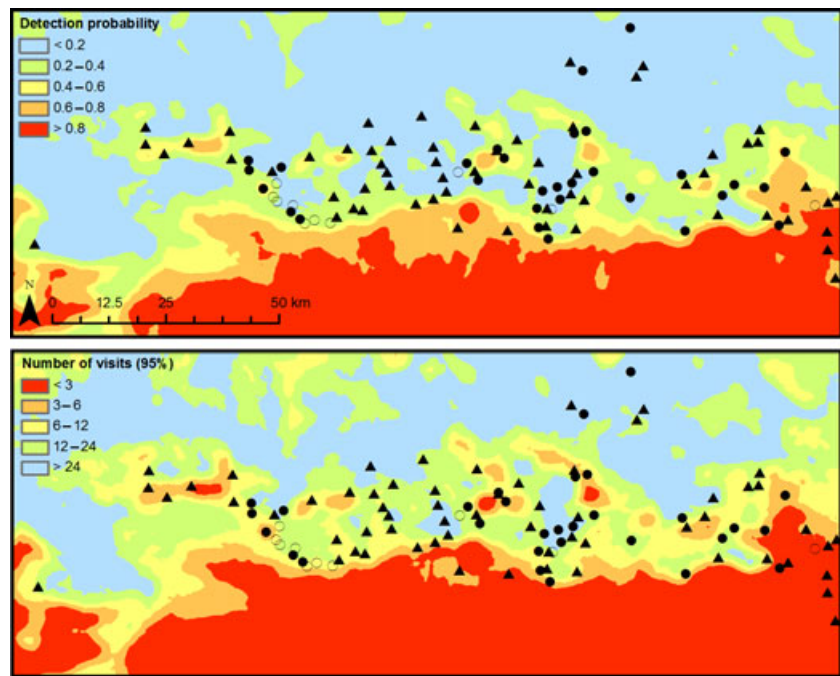 Detection probability
< 0.2
0.2–0.4
0.4–0.6
0.6–0.8
> 0.8
N
0 12.5 25 50 km
Number of visits (95%)
< 3
3–6
6–12
12–24
> 24